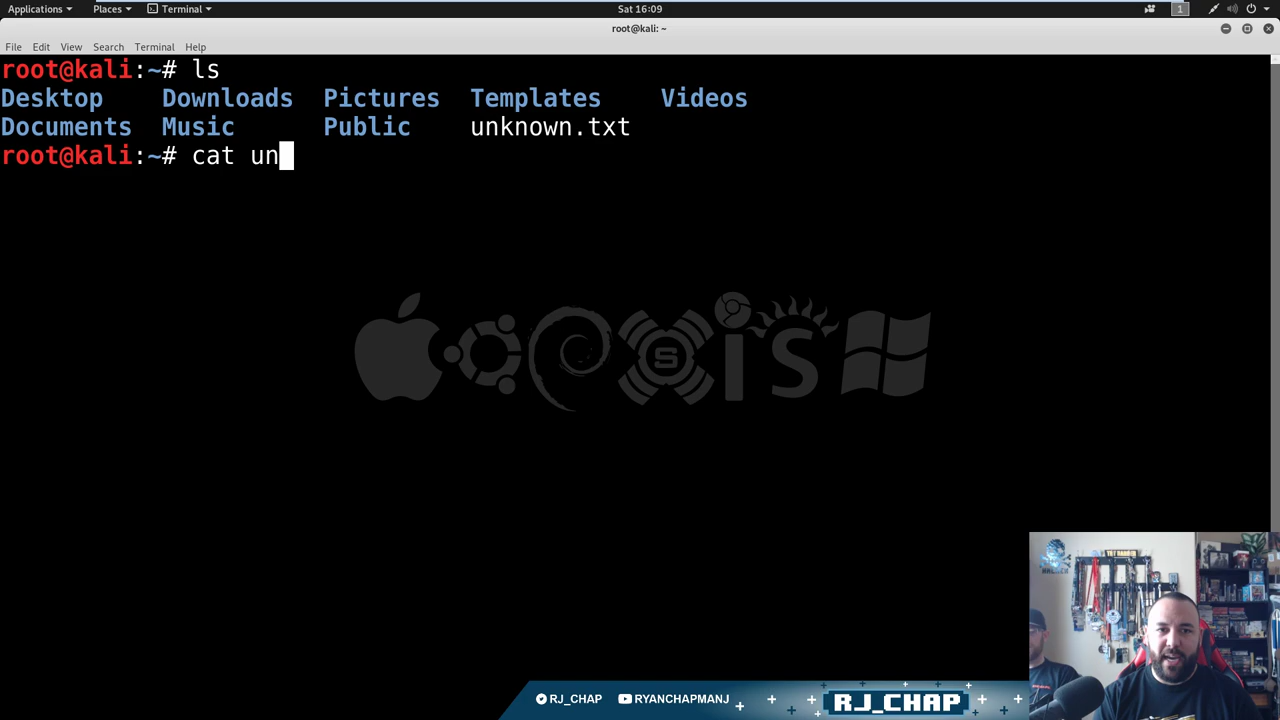 Applications Places Terminal Sat 16:09 1
root@kali: ~
File Edit View Search Terminal Help
root@kali:~# ls
Desktop Downloads Pictures Templates Videos
Documents Music Public unknown.txt
root@kali:~# cat un
RJ_CHAP RYANCHAPMANJ RJ_CHAP